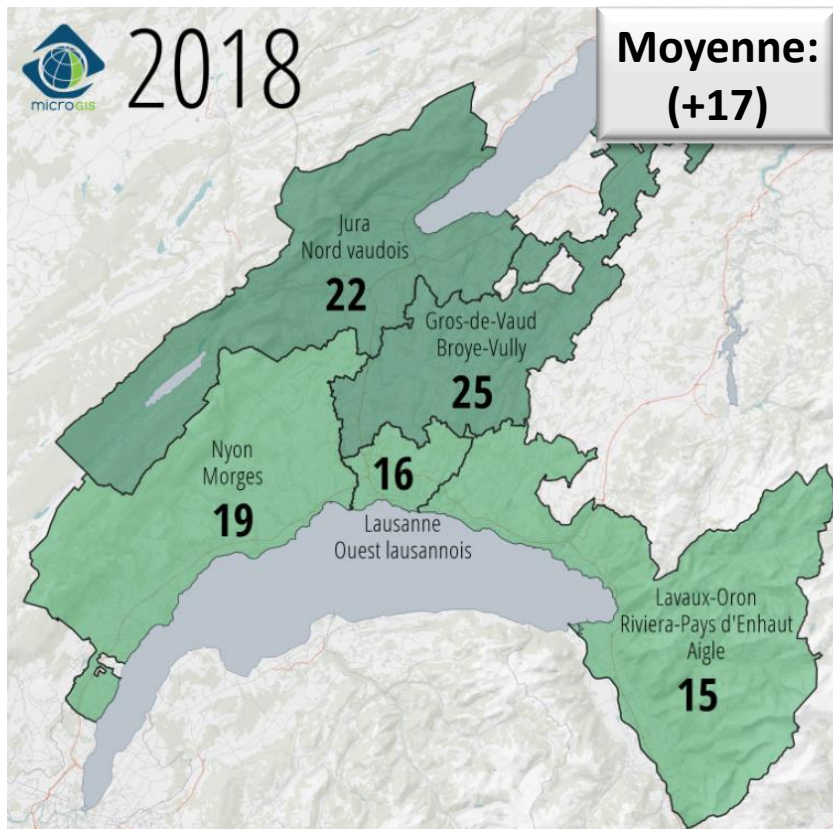 microGIS
2018
Moyenne:
(+17)
Jura
Nord vaudois
22
Gros-de-Vaud
Broye-Vully
25
Nyon
Morges
19
16
Lausanne
Ouest lausannois
Lavaux-Oron
Riviera-Pays d'Enhaut
Aigle
15